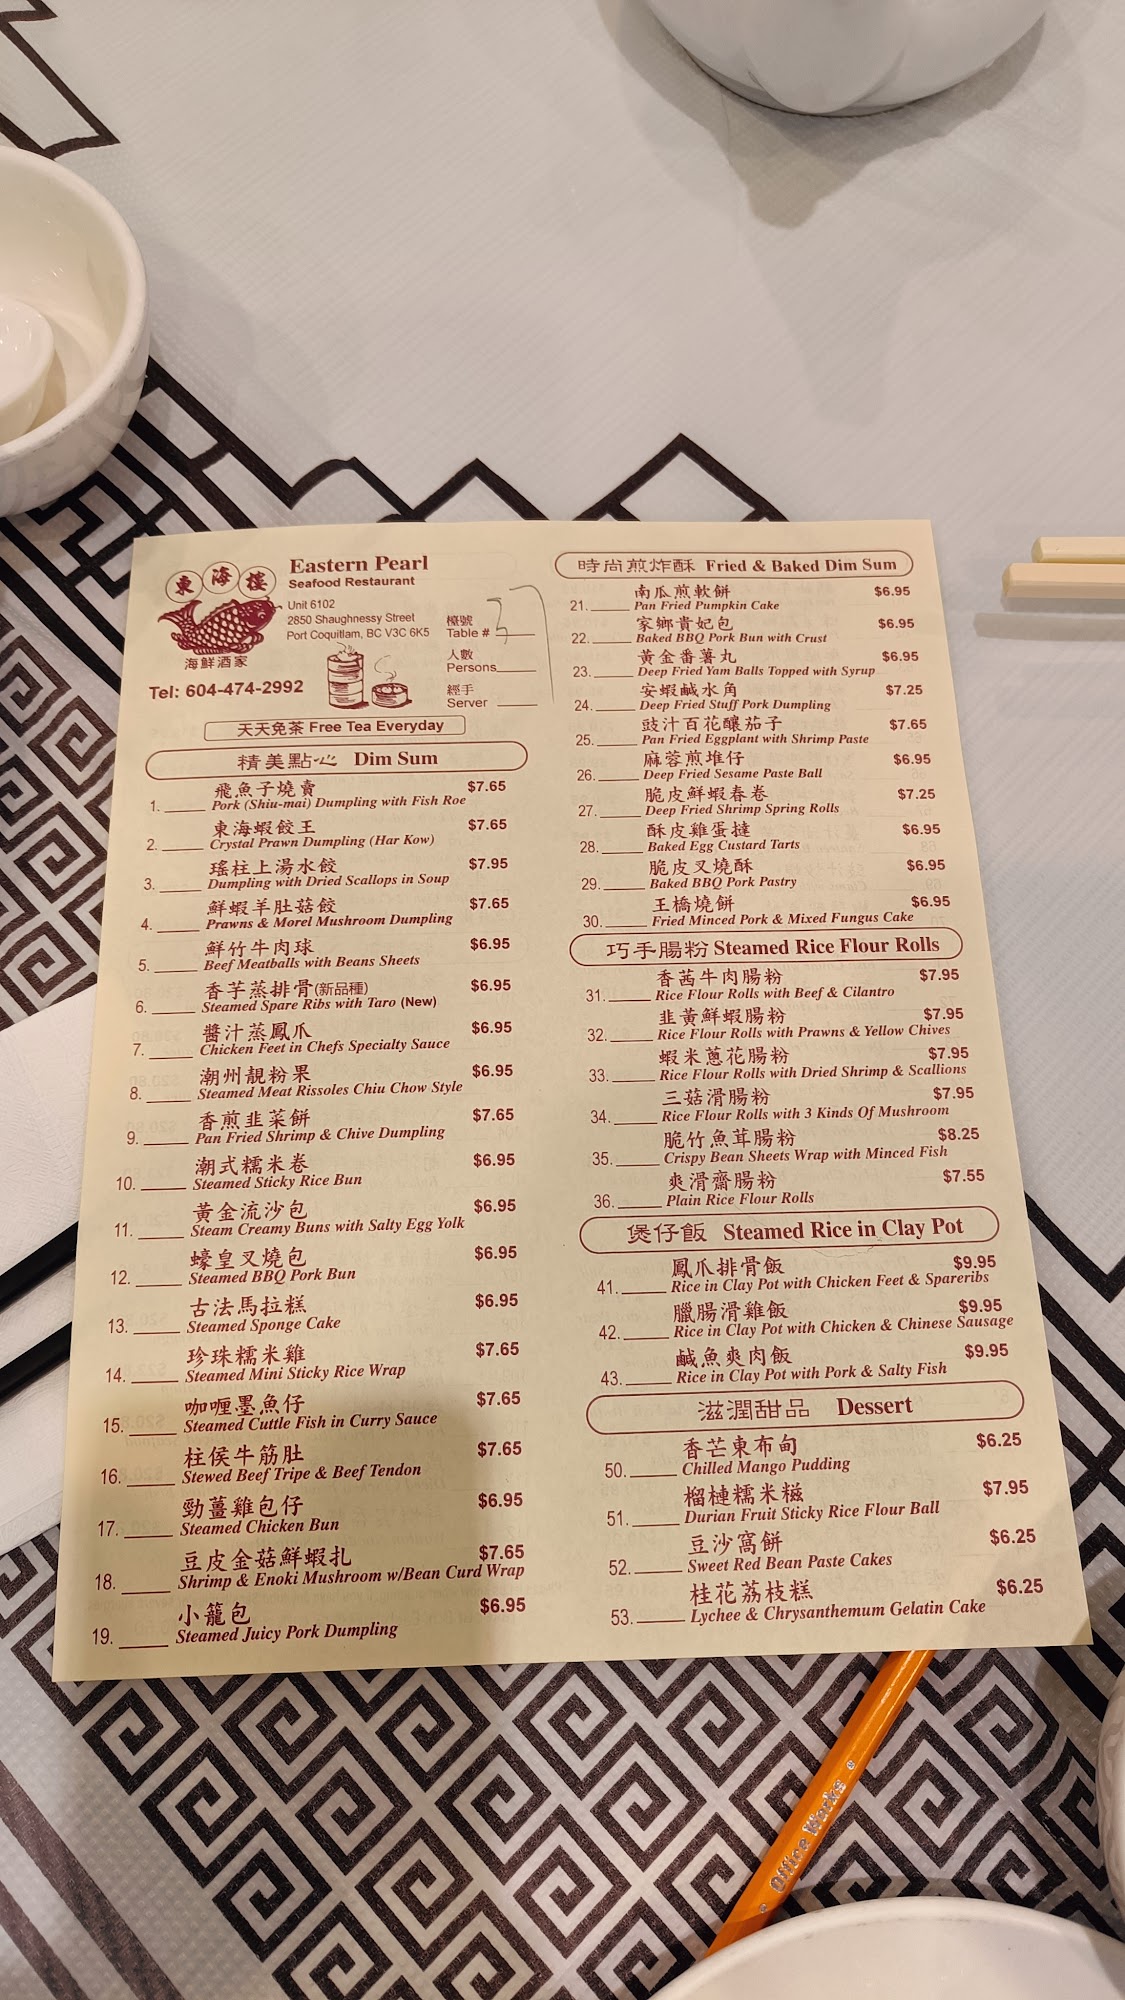 東海樓
海鮮酒家
Eastern Pearl
Seafood Restaurant
Unit 6102
2850 Shaughnessy Street
Port Coquitlam, BC V3C 6K5
Tel: 604-474-2992
檯號
Table #
人數
Persons
經手
Server
天天免茶 Free Tea Everyday
精美點心 Dim Sum
飛魚子燒賣 $7.65
1. Pork (Shiu-mai) Dumpling with Fish Roe
東海蝦餃王 $7.65
2. Crystal Prawn Dumpling (Har Kow)
瑤柱上湯水餃 $7.95
3. Dumpling with Dried Scallops in Soup
鮮蝦羊肚菇餃 $7.65
4. Prawns & Morel Mushroom Dumpling
鮮竹牛肉球 $6.95
5. Beef Meatballs with Beans Sheets
香芋蒸排骨(新品種) $6.95
6. Steamed Spare Ribs with Taro (New)
醬汁蒸鳳爪 $6.95
7. Chicken Feet in Chefs Specialty Sauce
潮州靚粉果 $6.95
8. Steamed Meat Rissoles Chiu Chow Style
香煎韭菜餅 $7.65
9. Pan Fried Shrimp & Chive Dumpling
潮式糯米卷 $6.95
10. Steamed Sticky Rice Bun
黃金流沙包 $6.95
11. Steam Creamy Buns with Salty Egg Yolk
蠔皇叉燒包 $6.95
12. Steamed BBQ Pork Bun
古法馬拉糕 $6.95
13. Steamed Sponge Cake
珍珠糯米雞 $7.65
14. Steamed Mini Sticky Rice Wrap
咖喱墨魚仔 $7.65
15. Steamed Cuttle Fish in Curry Sauce
柱侯牛筋肚 $7.65
16. Stewed Beef Tripe & Beef Tendon
勁薑雞包仔 $6.95
17. Steamed Chicken Bun
豆皮金菇鮮蝦扎 $7.65
18. Shrimp & Enoki Mushroom w/Bean Curd Wrap
小籠包 $6.95
19. Steamed Juicy Pork Dumpling
時尚煎炸酥 Fried & Baked Dim Sum
南瓜煎軟餅 $6.95
21. Pan Fried Pumpkin Cake
家鄉貴妃包 $6.95
22. Baked BBQ Pork Bun with Crust
黃金番薯丸 $6.95
23. Deep Fried Yam Balls Topped with Syrup
安蝦鹹水角 $7.25
24. Deep Fried Stuff Pork Dumpling
豉汁百花釀茄子 $7.65
25. Pan Fried Eggplant with Shrimp Paste
麻蓉煎堆仔 $6.95
26. Deep Fried Sesame Paste Ball
脆皮鮮蝦春卷 $7.25
27. Deep Fried Shrimp Spring Rolls
酥皮雞蛋撻 $6.95
28. Baked Egg Custard Tarts
脆皮叉燒酥 $6.95
29. Baked BBQ Pork Pastry
王橋燒餅 $6.95
30. Fried Minced Pork & Mixed Fungus Cake
巧手腸粉 Steamed Rice Flour Rolls
香茜牛肉腸粉 $7.95
31. Rice Flour Rolls with Beef & Cilantro
韭黃鮮蝦腸粉 $7.95
32. Rice Flour Rolls with Prawns & Yellow Chives
蝦米蔥花腸粉 $7.95
33. Rice Flour Rolls with Dried Shrimp & Scallions
三菇滑腸粉 $7.95
34. Rice Flour Rolls with 3 Kinds Of Mushroom
脆竹魚茸腸粉 $8.25
35. Crispy Bean Sheets Wrap with Minced Fish
爽滑齋腸粉 $7.55
36. Plain Rice Flour Rolls
煲仔飯 Steamed Rice in Clay Pot
鳳爪排骨飯 $9.95
41. Rice in Clay Pot with Chicken Feet & Spareribs
臘腸滑雞飯 $9.95
42. Rice in Clay Pot with Chicken & Chinese Sausage
鹹魚爽肉飯 $9.95
43. Rice in Clay Pot with Pork & Salty Fish
滋潤甜品 Dessert
香芒東布甸 $6.25
50. Chilled Mango Pudding
榴槤糯米糍 $7.95
51. Durian Fruit Sticky Rice Flour Ball
豆沙窩餅 $6.25
52. Sweet Red Bean Paste Cakes
桂花荔枝糕 $6.25
53. Lychee & Chrysanthemum Gelatin Cake
Office Works